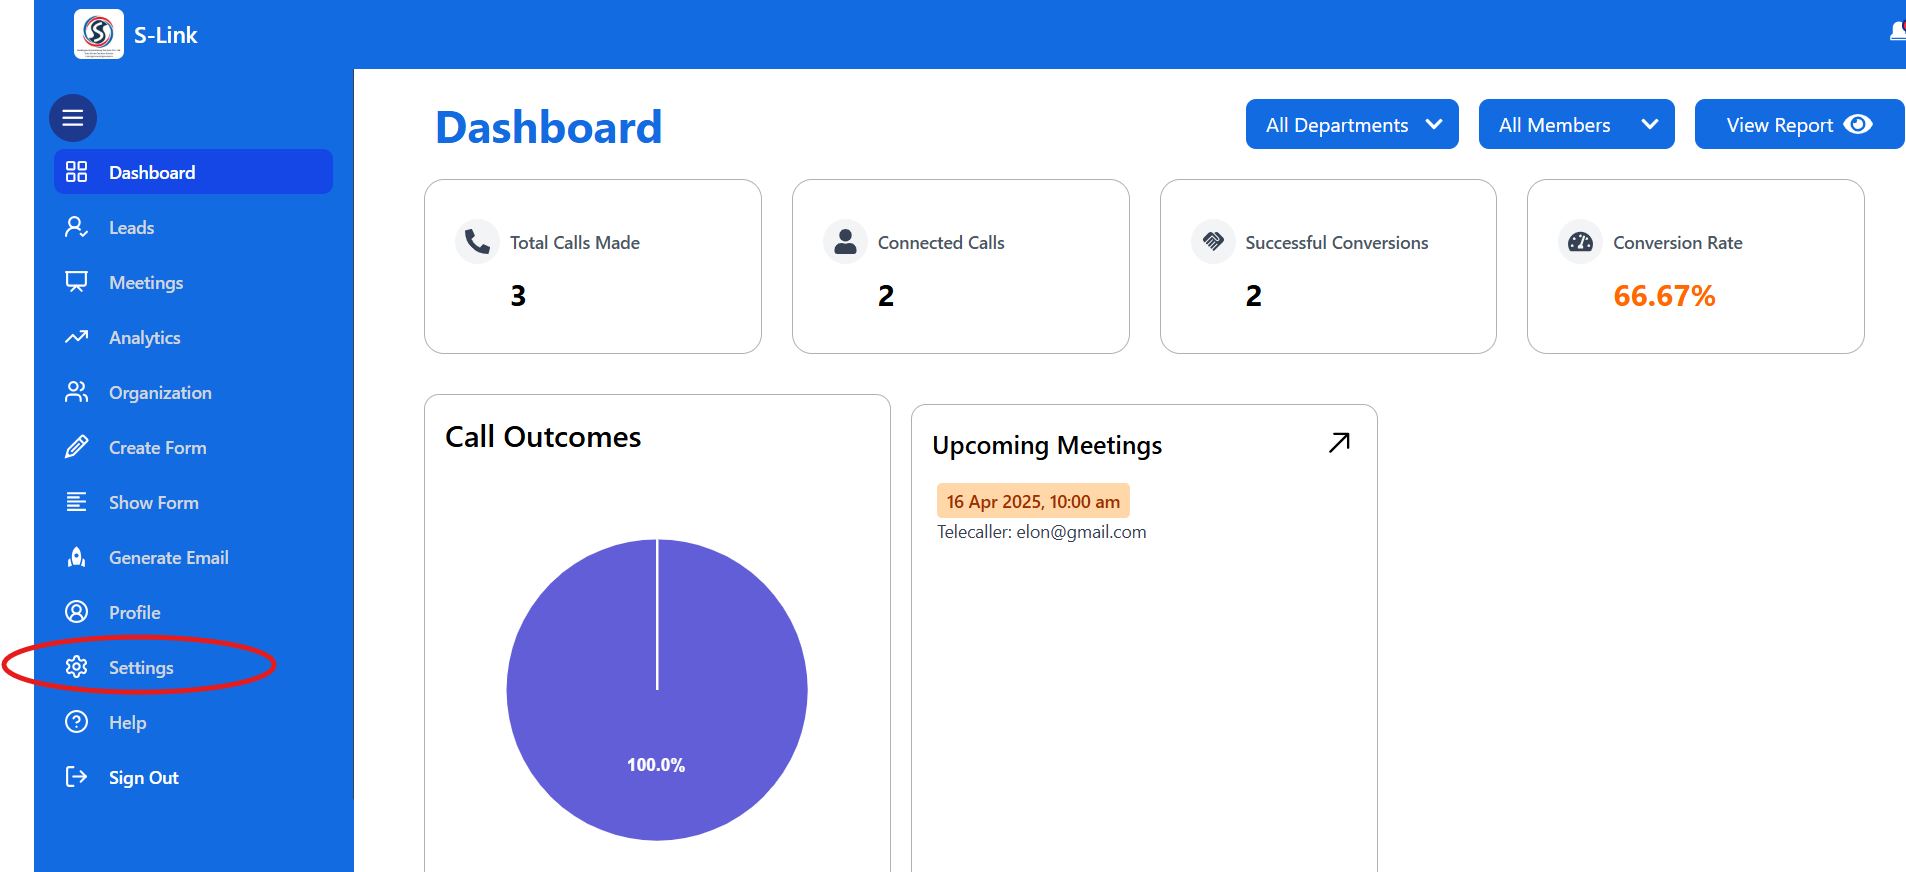 S-Link
Dashboard
Leads
Meetings
Analytics
Organization
Create Form
Show Form
Generate Email
Profile
Settings
Help
Sign Out
Dashboard
All Departments
All Members
View Report
Total Calls Made
3
Connected Calls
2
Successful Conversions
2
Conversion Rate
66.67%
Call Outcomes
100.0%
Upcoming Meetings
16 Apr 2025, 10:00 am
Telecaller: elon@gmail.com